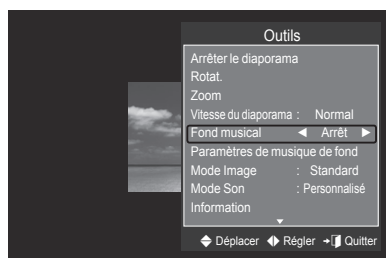 Outils
Arrêter le diaporama
Rotat.
Zoom
Vitesse du diaporama : Normal
Fond musical ◀ Arrêt ▶
Paramètres de musique de fond
Mode Image : Standard
Mode Son : Personnalisé
Information
Déplacer Régler Quitter